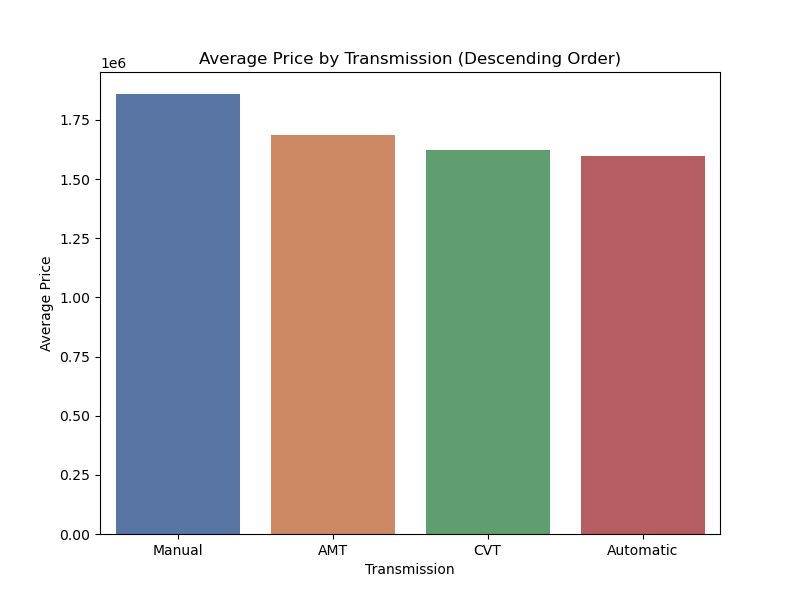 Average Price by Transmission (Descending Order)
1e6
1.75
1.50
1.25
1.00
0.75
0.50
0.25
0.00
Average Price
Manual AMT CVT Automatic
Transmission